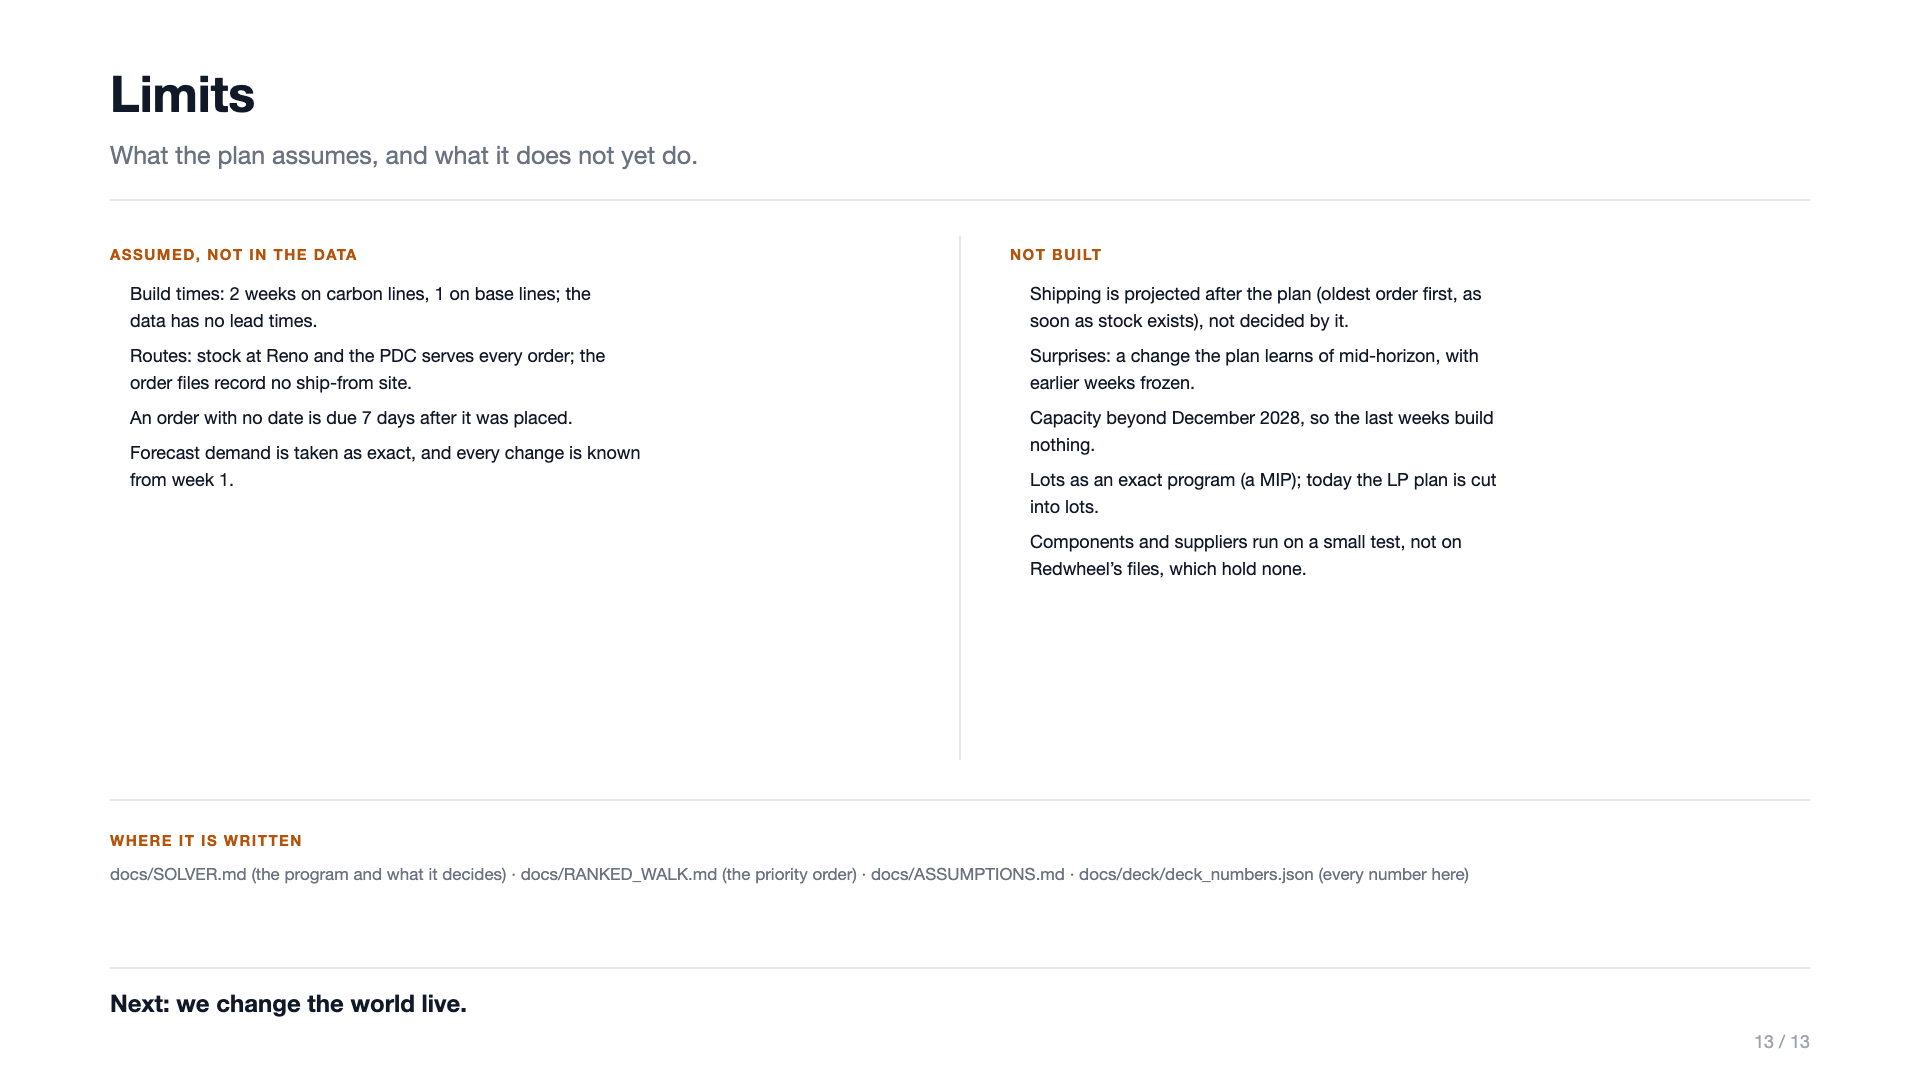 Limits
What the plan assumes, and what it does not yet do.
ASSUMED, NOT IN THE DATA
Build times: 2 weeks on carbon lines, 1 on base lines; the
data has no lead times.
Routes: stock at Reno and the PDC serves every order; the
order files record no ship-from site.
An order with no date is due 7 days after it was placed.
Forecast demand is taken as exact, and every change is known
from week 1.
NOT BUILT
Shipping is projected after the plan (oldest order first, as
soon as stock exists), not decided by it.
Surprises: a change the plan learns of mid-horizon, with
earlier weeks frozen.
Capacity beyond December 2028, so the last weeks build
nothing.
Lots as an exact program (a MIP); today the LP plan is cut
into lots.
Components and suppliers run on a small test, not on
Redwheel’s files, which hold none.
WHERE IT IS WRITTEN
docs/SOLVER.md (the program and what it decides) · docs/RANKED_WALK.md (the priority order) · docs/ASSUMPTIONS.md · docs/deck/deck_numbers.json (every number here)
Next: we change the world live.
13 / 13